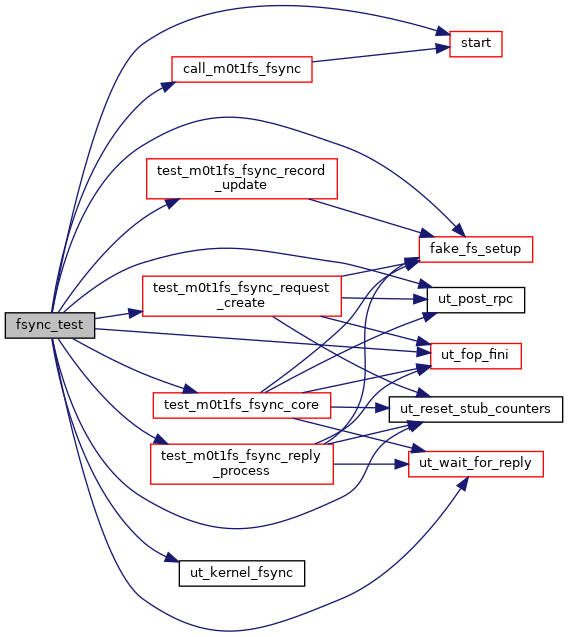 start
call_m0t1fs_fsync
test_m0t1fs_fsync_record
_update
fake_fs_setup
test_m0t1fs_fsync_request
_create
ut_post_rpc
fsync_test
ut_fop_fini
test_m0t1fs_fsync_core
ut_reset_stub_counters
test_m0t1fs_fsync_reply
_process
ut_wait_for_reply
ut_kernel_fsync